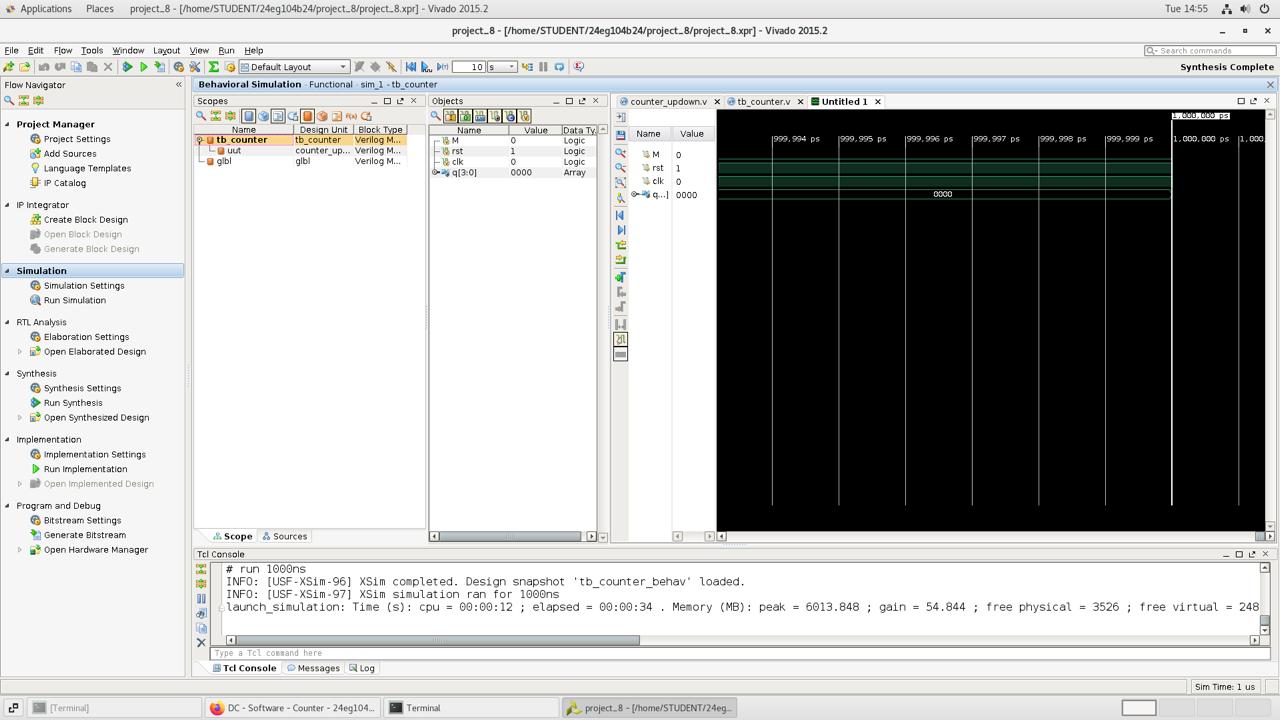 Applications Places project_8 - [/home/STUDENT/24eg104b24/project_8/project_8.xpr] - Vivado 2015.2 Tue 14:55
project_8 - [/home/STUDENT/24eg104b24/project_8/project_8.xpr] - Vivado 2015.2
File Edit Flow Tools Window Layout View Run Help Search commands
Default Layout 10 s Synthesis Complete
Flow Navigator
Project Manager
Project Settings
Add Sources
Language Templates
IP Catalog
IP Integrator
Create Block Design
Open Block Design
Generate Block Design
Simulation
Simulation Settings
Run Simulation
RTL Analysis
Elaboration Settings
Open Elaborated Design
Synthesis
Synthesis Settings
Run Synthesis
Open Synthesized Design
Implementation
Implementation Settings
Run Implementation
Open Implemented Design
Program and Debug
Bitstream Settings
Generate Bitstream
Open Hardware Manager
Behavioral Simulation - Functional - sim_1 - tb_counter
Scopes
Name Design Unit Block Type
tb_counter tb_counter Verilog M...
uut counter_up... Verilog M...
glbl glbl Verilog M...
Scope Sources
Objects
Name Value Data Ty...
M 0 Logic
rst 1 Logic
clk 0 Logic
q[3:0] 0000 Array
counter_updown.v tb_counter.v Untitled 1
Name Value
M 0
rst 1
clk 0
q...] 0000
1,000,000 ps
999,994 ps 999,995 ps 999,996 ps 999,997 ps 999,998 ps 999,999 ps 1,000,000 ps 1,000,
0000
Tcl Console
# run 1000ns
INFO: [USF-XSim-96] XSim completed. Design snapshot 'tb_counter_behav' loaded.
INFO: [USF-XSim-97] XSim simulation ran for 1000ns
launch_simulation: Time (s): cpu = 00:00:12 ; elapsed = 00:00:34 . Memory (MB): peak = 6013.848 ; gain = 54.844 ; free physical = 3526 ; free virtual = 248
Type a Tcl command here
Tcl Console Messages Log
Sim Time: 1 us
[Terminal] DC - Software - Counter - 24eg104... Terminal project_8 - [/home/STUDENT/24eg...